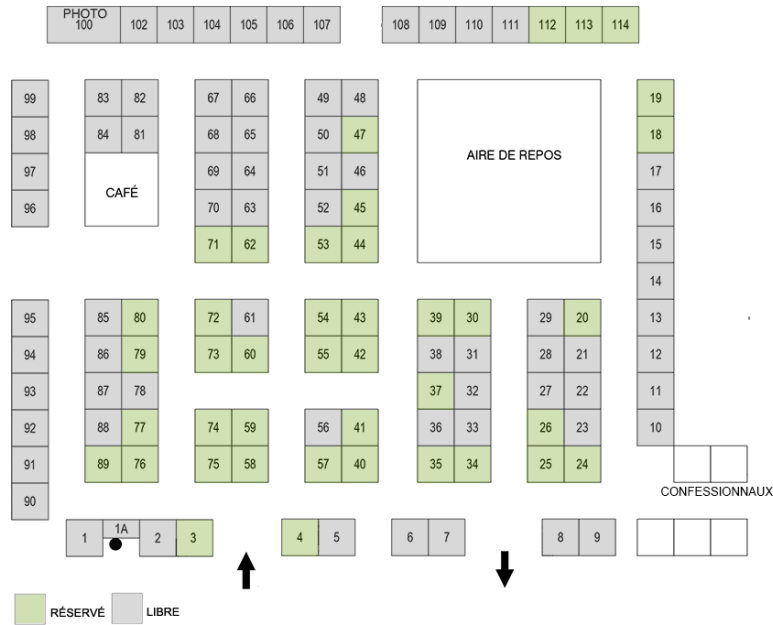 PHOTO
100 102 103 104 105 106 107 108 109 110 111 112 113 114
99 83 82 67 66 49 48 19
98 84 81 68 65 50 47 AIRE DE REPOS 18
97 CAFÉ 69 64 51 46 17
96 70 63 52 45 16
71 62 53 44 15
14
95 85 80 72 61 54 43 39 30 29 20 13
94 86 79 73 60 55 42 38 31 28 21 12
93 87 78 37 32 27 22 11
92 88 77 74 59 56 41 36 33 26 23 10
91 89 76 75 58 57 40 35 34 25 24
CONFESSIONNAUX
90
1 1A 2 3 4 5 6 7 8 9
RÉSERVÉ LIBRE